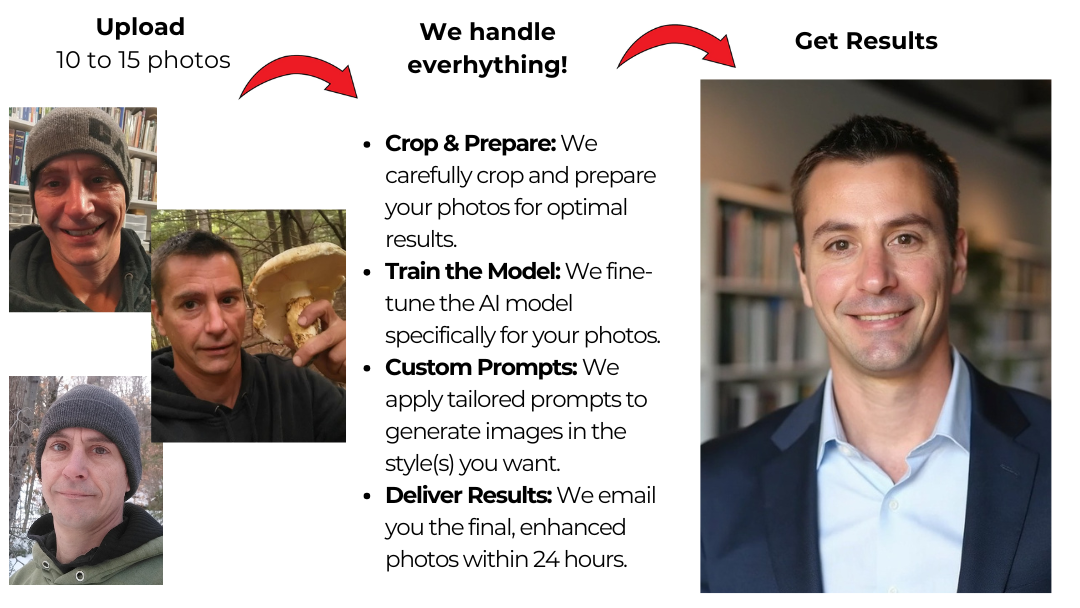 Upload
10 to 15 photos
We handle
everhything!
Get Results
• Crop & Prepare: We
carefully crop and prepare
your photos for optimal
results.
• Train the Model: We fine-
tune the AI model
specifically for your photos.
• Custom Prompts: We
apply tailored prompts to
generate images in the
style(s) you want.
• Deliver Results: We email
you the final, enhanced
photos within 24 hours.